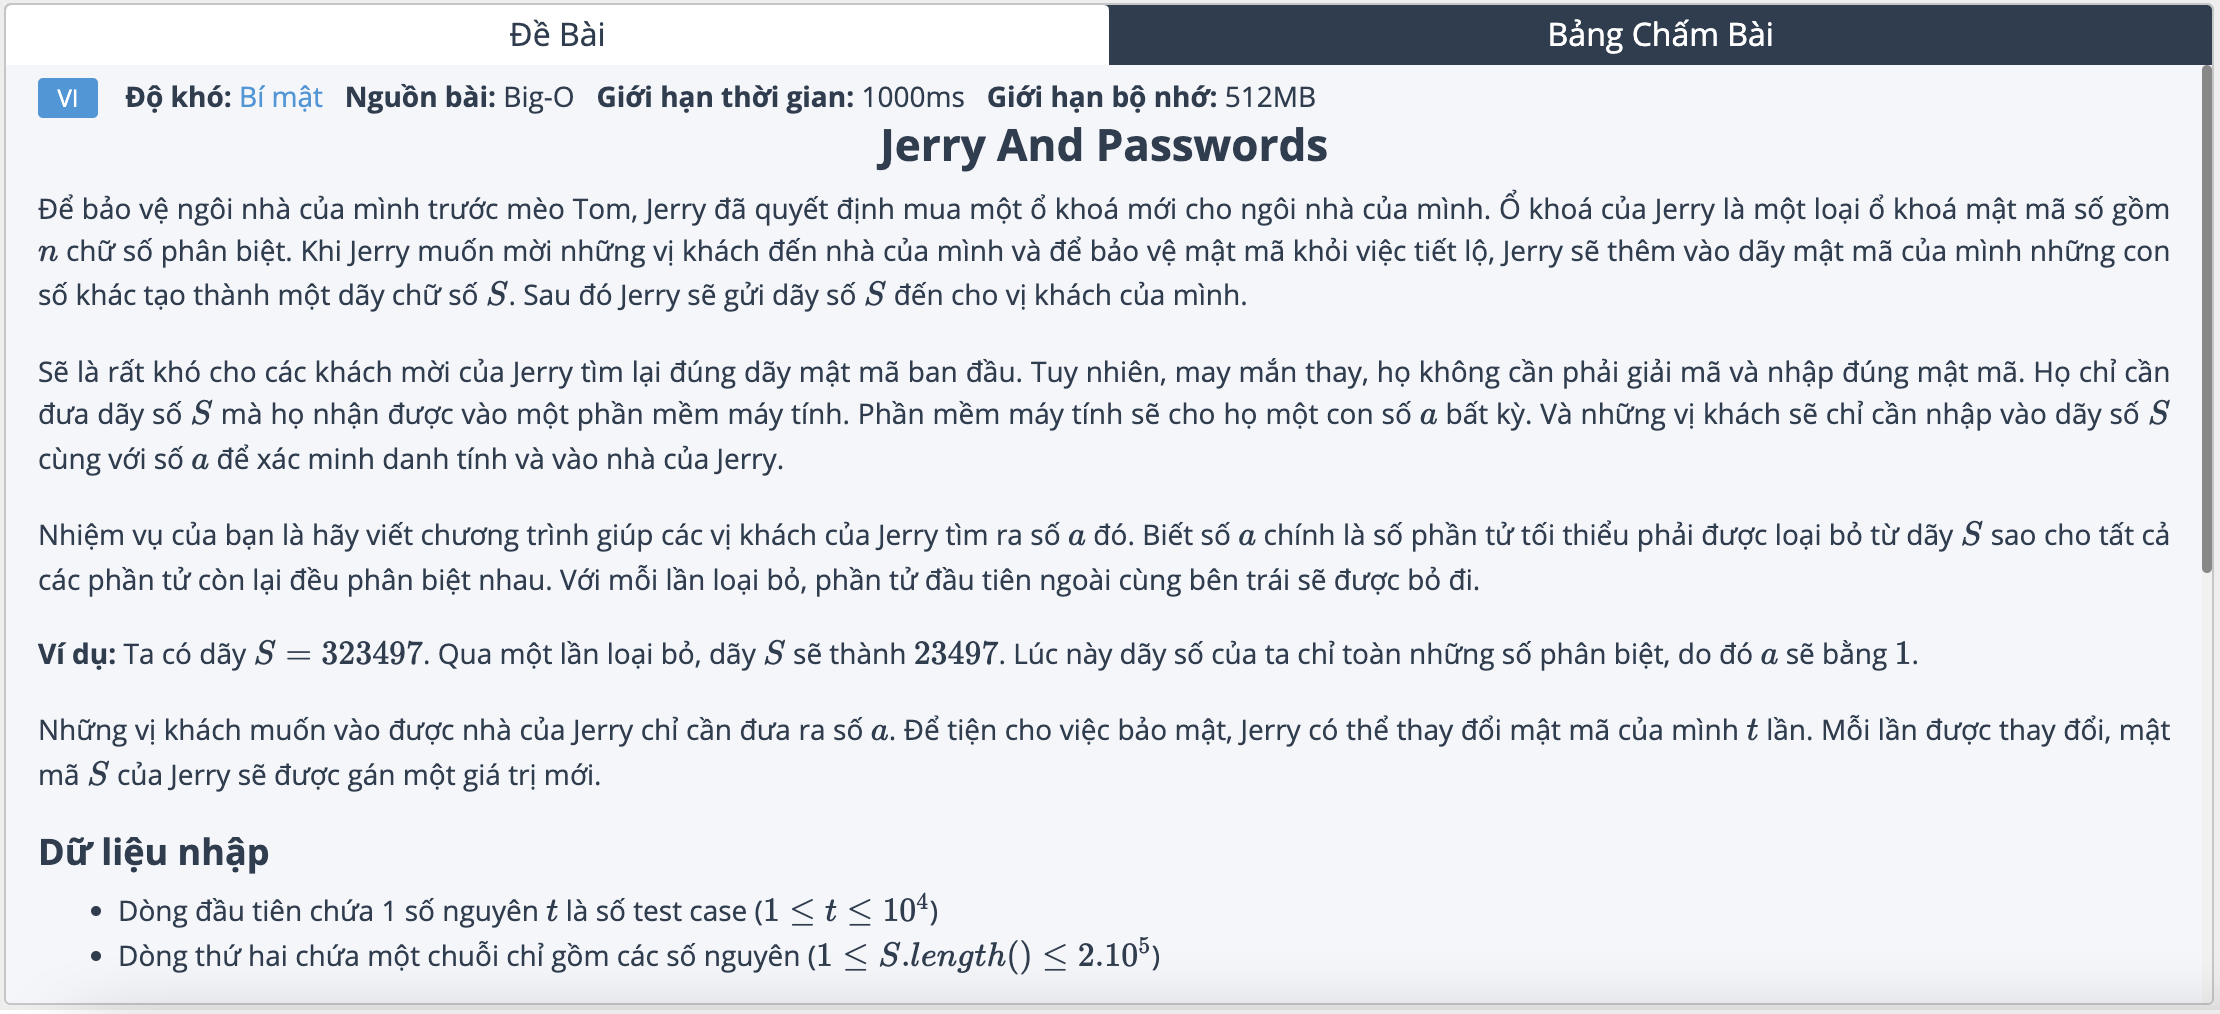 Đề Bài
Bảng Chấm Bài
VI Độ khó: Bí mật Nguồn bài: Big-O Giới hạn thời gian: 1000ms Giới hạn bộ nhớ: 512MB
Jerry And Passwords
Để bảo vệ ngôi nhà của mình trước mèo Tom, Jerry đã quyết định mua một ổ khoá mới cho ngôi nhà của mình. Ổ khoá của Jerry là một loại ổ khoá mật mã số gồm
n chữ số phân biệt. Khi Jerry muốn mời những vị khách đến nhà của mình và để bảo vệ mật mã khỏi việc tiết lộ, Jerry sẽ thêm vào dãy mật mã của mình những con
số khác tạo thành một dãy chữ số S. Sau đó Jerry sẽ gửi dãy số S đến cho vị khách của mình.
Sẽ là rất khó cho các khách mời của Jerry tìm lại đúng dãy mật mã ban đầu. Tuy nhiên, may mắn thay, họ không cần phải giải mã và nhập đúng mật mã. Họ chỉ cần
đưa dãy số S mà họ nhận được vào một phần mềm máy tính. Phần mềm máy tính sẽ cho họ một con số a bất kỳ. Và những vị khách sẽ chỉ cần nhập vào dãy số S
cùng với số a để xác minh danh tính và vào nhà của Jerry.
Nhiệm vụ của bạn là hãy viết chương trình giúp các vị khách của Jerry tìm ra số a đó. Biết số a chính là số phần tử tối thiểu phải được loại bỏ từ dãy S sao cho tất cả
các phần tử còn lại đều phân biệt nhau. Với mỗi lần loại bỏ, phần tử đầu tiên ngoài cùng bên trái sẽ được bỏ đi.
Ví dụ: Ta có dãy S = 323497. Qua một lần loại bỏ, dãy S sẽ thành 23497. Lúc này dãy số của ta chỉ toàn những số phân biệt, do đó a sẽ bằng 1.
Những vị khách muốn vào được nhà của Jerry chỉ cần đưa ra số a. Để tiện cho việc bảo mật, Jerry có thể thay đổi mật mã của mình t lần. Mỗi lần được thay đổi, mật
mã S của Jerry sẽ được gán một giá trị mới.
Dữ liệu nhập
• Dòng đầu tiên chứa 1 số nguyên t là số test case (1 ≤ t ≤ 10⁴)
• Dòng thứ hai chứa một chuỗi chỉ gồm các số nguyên (1 ≤ S.length() ≤ 2.10⁵)